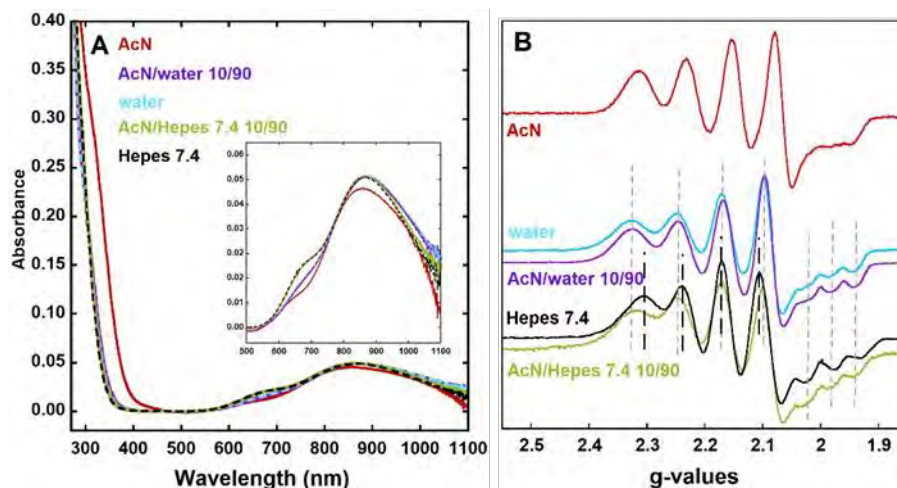 A
AcN
AcN/water 10/90
water
AcN/Hepes 7.4 10/90
Hepes 7.4
0.40
0.35
0.30
0.25
0.20
0.15
0.10
0.05
0.00
Absorbance
0.06
0.05
0.04
0.03
0.02
0.01
0.00
500 600 700 800 900 1000 1100
300 400 500 600 700 800 900 1000 1100
Wavelength (nm)
B
AcN
water
AcN/water 10/90
Hepes 7.4
AcN/Hepes 7.4 10/90
2.5 2.4 2.3 2.2 2.1 2 1.9
g-values